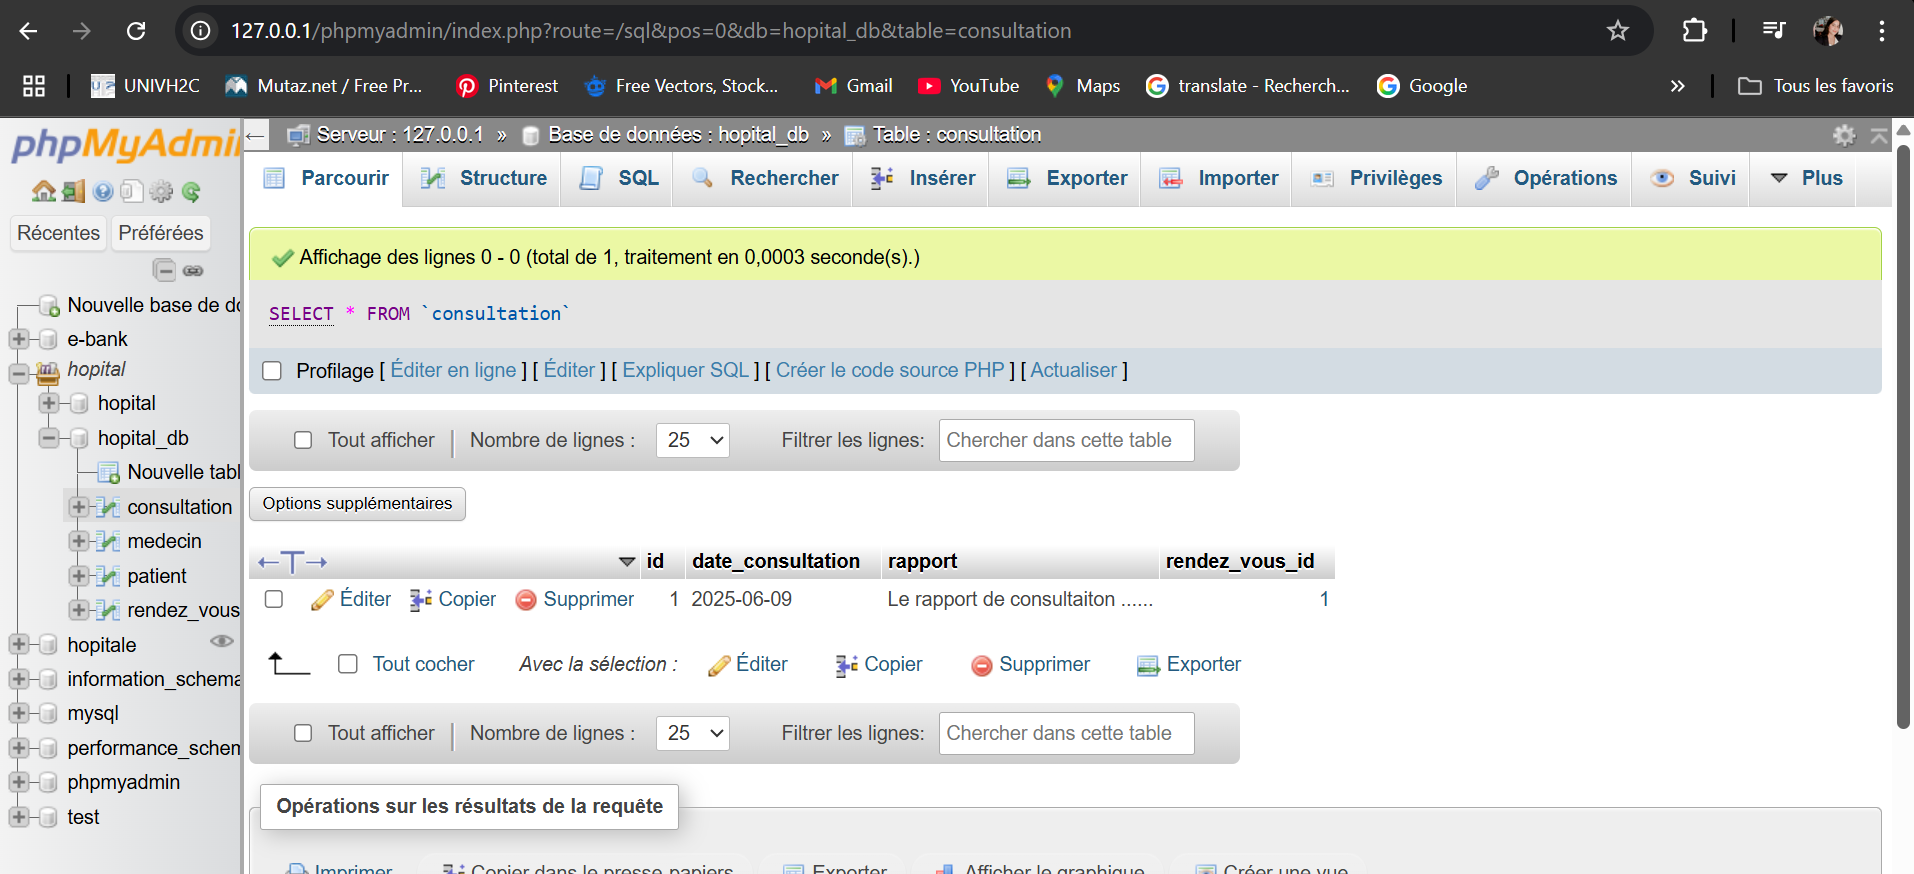 127.0.0.1/phpmyadmin/index.php?route=/sql&pos=0&db=hopital_db&table=consultation
UNIVH2C Mutaz.net / Free Pr... Pinterest Free Vectors, Stock... Gmail YouTube Maps translate - Recherch... Google » Tous les favoris
phpMyAdmi
Récentes Préférées
Nouvelle base de do
e-bank
hopital
hopital
hopital_db
Nouvelle tabl
consultation
medecin
patient
rendez_vous
hopitale
information_schema
mysql
performance_schem
phpmyadmin
test
Serveur : 127.0.0.1 » Base de données : hopital_db » Table : consultation
Parcourir Structure SQL Rechercher Insérer Exporter Importer Privilèges Opérations Suivi Plus
Affichage des lignes 0 - 0 (total de 1, traitement en 0,0003 seconde(s).)
SELECT * FROM `consultation`
Profilage [ Éditer en ligne ] [ Éditer ] [ Expliquer SQL ] [ Créer le code source PHP ] [ Actualiser ]
Tout afficher Nombre de lignes : 25 Filtrer les lignes: Chercher dans cette table
Options supplémentaires
←T→ id date_consultation rapport rendez_vous_id
Éditer Copier Supprimer 1 2025-06-09 Le rapport de consultaiton ...... 1
Tout cocher Avec la sélection : Éditer Copier Supprimer Exporter
Tout afficher Nombre de lignes : 25 Filtrer les lignes: Chercher dans cette table
Opérations sur les résultats de la requête
Imprimer Copier dans le presse-papiers Exporter Afficher le graphique Créer une vue